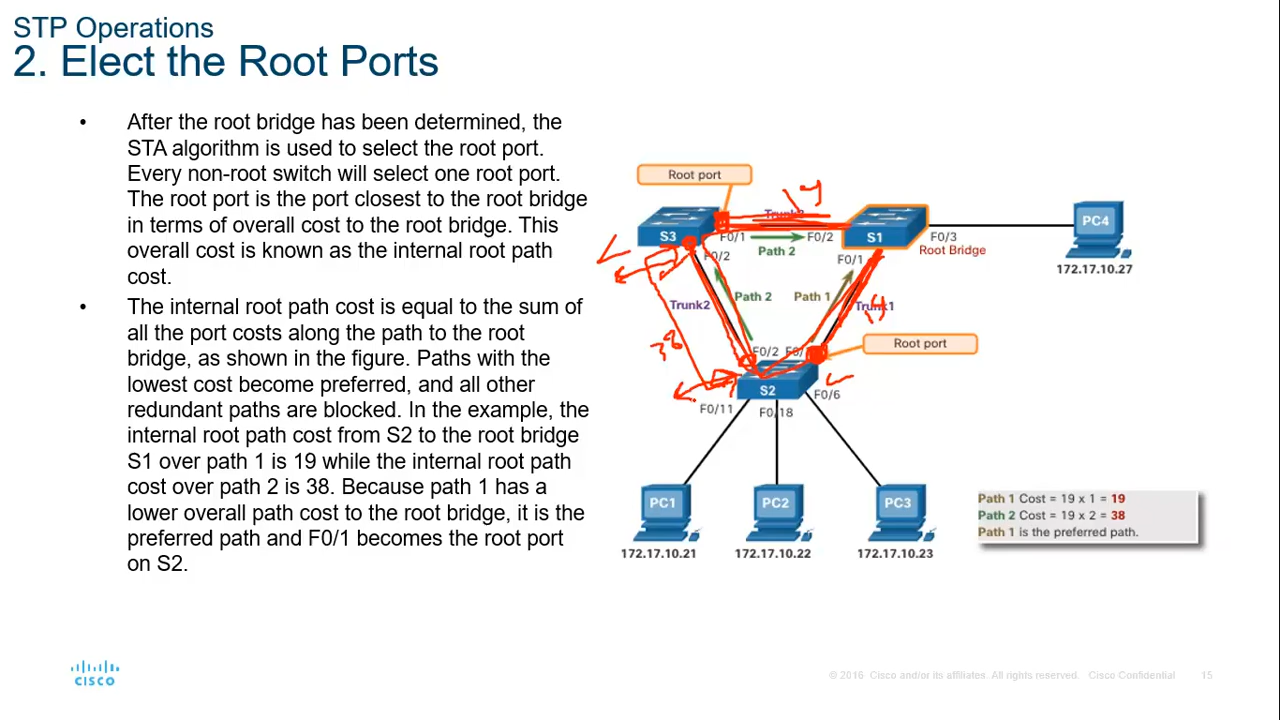 STP Operations
2. Elect the Root Ports
• After the root bridge has been determined, the
STA algorithm is used to select the root port.
Every non-root switch will select one root port.
The root port is the port closest to the root bridge
in terms of overall cost to the root bridge. This
overall cost is known as the internal root path
cost.
• The internal root path cost is equal to the sum of
all the port costs along the path to the root
bridge, as shown in the figure. Paths with the
lowest cost become preferred, and all other
redundant paths are blocked. In the example, the
internal root path cost from S2 to the root bridge
S1 over path 1 is 19 while the internal root path
cost over path 2 is 38. Because path 1 has a
lower overall path cost to the root bridge, it is the
preferred path and F0/1 becomes the root port
on S2.
Root port
19
S3
F0/1
F0/2
S1
F0/3
PC4
Path 2
Root Bridge
F0/2
F0/1
172.17.10.27
Trunk2
Path 2
Path 1
Trunk1
19
38
Root port
F0/2
S2
F0/6
F0/11
F0/18
PC1
PC2
PC3
172.17.10.21
172.17.10.22
172.17.10.23
Path 1 Cost = 19 x 1 = 19
Path 2 Cost = 19 x 2 = 38
Path 1 is the preferred path.
CISCO
© 2016 Cisco and/or its affiliates. All rights reserved. Cisco Confidential
15